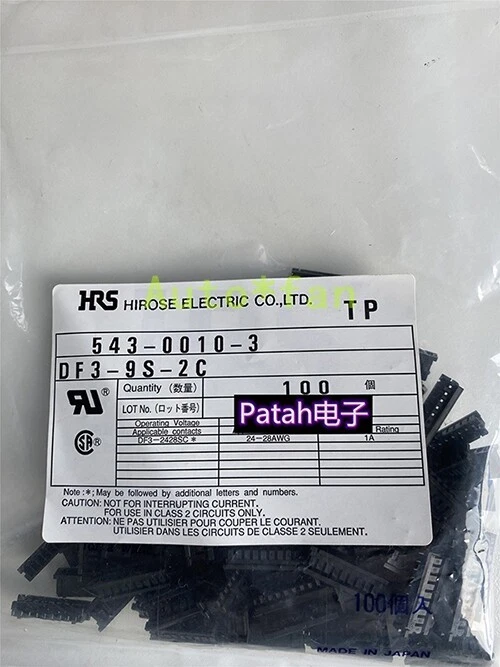 HRS HIROSE ELECTRIC CO.,LTD. TP
Auto*fan
543-0010-3
DF3-9S-2C
Quantity (数量) 100 個
LOT No. (ロット番号)
Patah电子
Operating Voltage
Rating
Applicable contacts
DF3-2428SC * 24-28AWG 1A
Note : *; May be followed by additional letters and numbers.
CAUTION: NOT FOR INTERRUPTING CURRENT.
FOR USE IN CLASS 2 CIRCUITS ONLY.
ATTENTION: NE PAS UTILISER POUR COUPER LE COURANT.
UTILISIER DANS LES CIRCUITS DE CLASSE 2 SEULEMENT.
100個入
MADE IN JAPAN